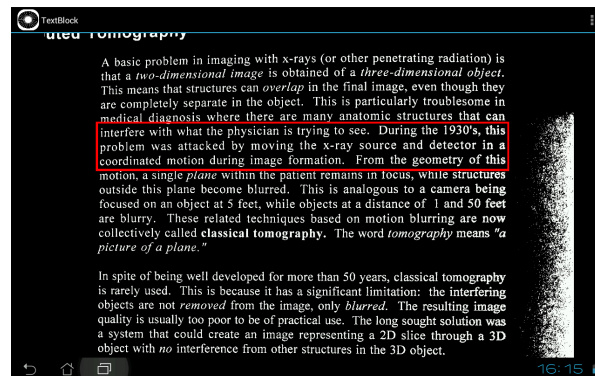 TextBlock
uted Tomography
A basic problem in imaging with x-rays (or other penetrating radiation) is
that a two-dimensional image is obtained of a three-dimensional object.
This means that structures can overlap in the final image, even though they
are completely separate in the object. This is particularly troublesome in
medical diagnosis where there are many anatomic structures that can
interfere with what the physician is trying to see. During the 1930's, this
problem was attacked by moving the x-ray source and detector in a
coordinated motion during image formation. From the geometry of this
motion, a single plane within the patient remains in focus, while structures
outside this plane become blurred. This is analogous to a camera being
focused on an object at 5 feet, while objects at a distance of 1 and 50 feet
are blurry. These related techniques based on motion blurring are now
collectively called classical tomography. The word tomography means "a
picture of a plane."
In spite of being well developed for more than 50 years, classical tomography
is rarely used. This is because it has a significant limitation: the interfering
objects are not removed from the image, only blurred. The resulting image
quality is usually too poor to be of practical use. The long sought solution was
a system that could create an image representing a 2D slice through a 3D
object with no interference from other structures in the 3D object.
16:15